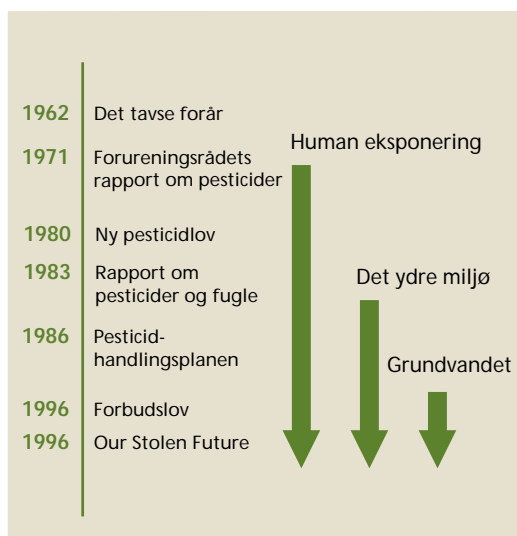 1962 Det tavse forår
1971 Forureningsrådets
rapport om pesticider
1980 Ny pesticidlov
1983 Rapport om
pesticider og fugle
1986 Pesticid-
handlingsplanen
1996 Forbudslov
1996 Our Stolen Future
Human eksponering
Det ydre miljø
Grundvandet